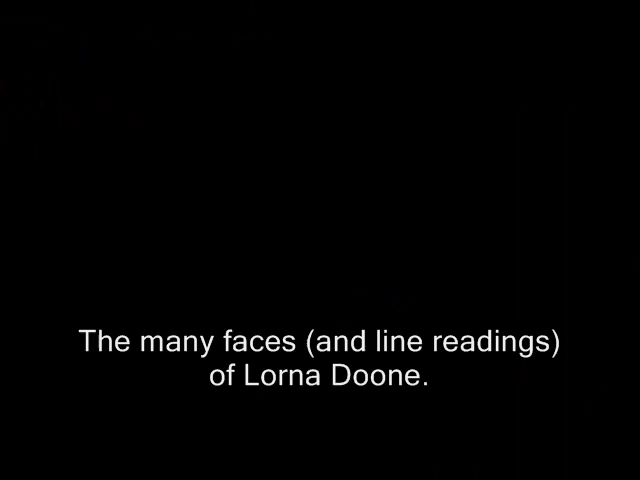 The many faces (and line readings)
of Lorna Doone.